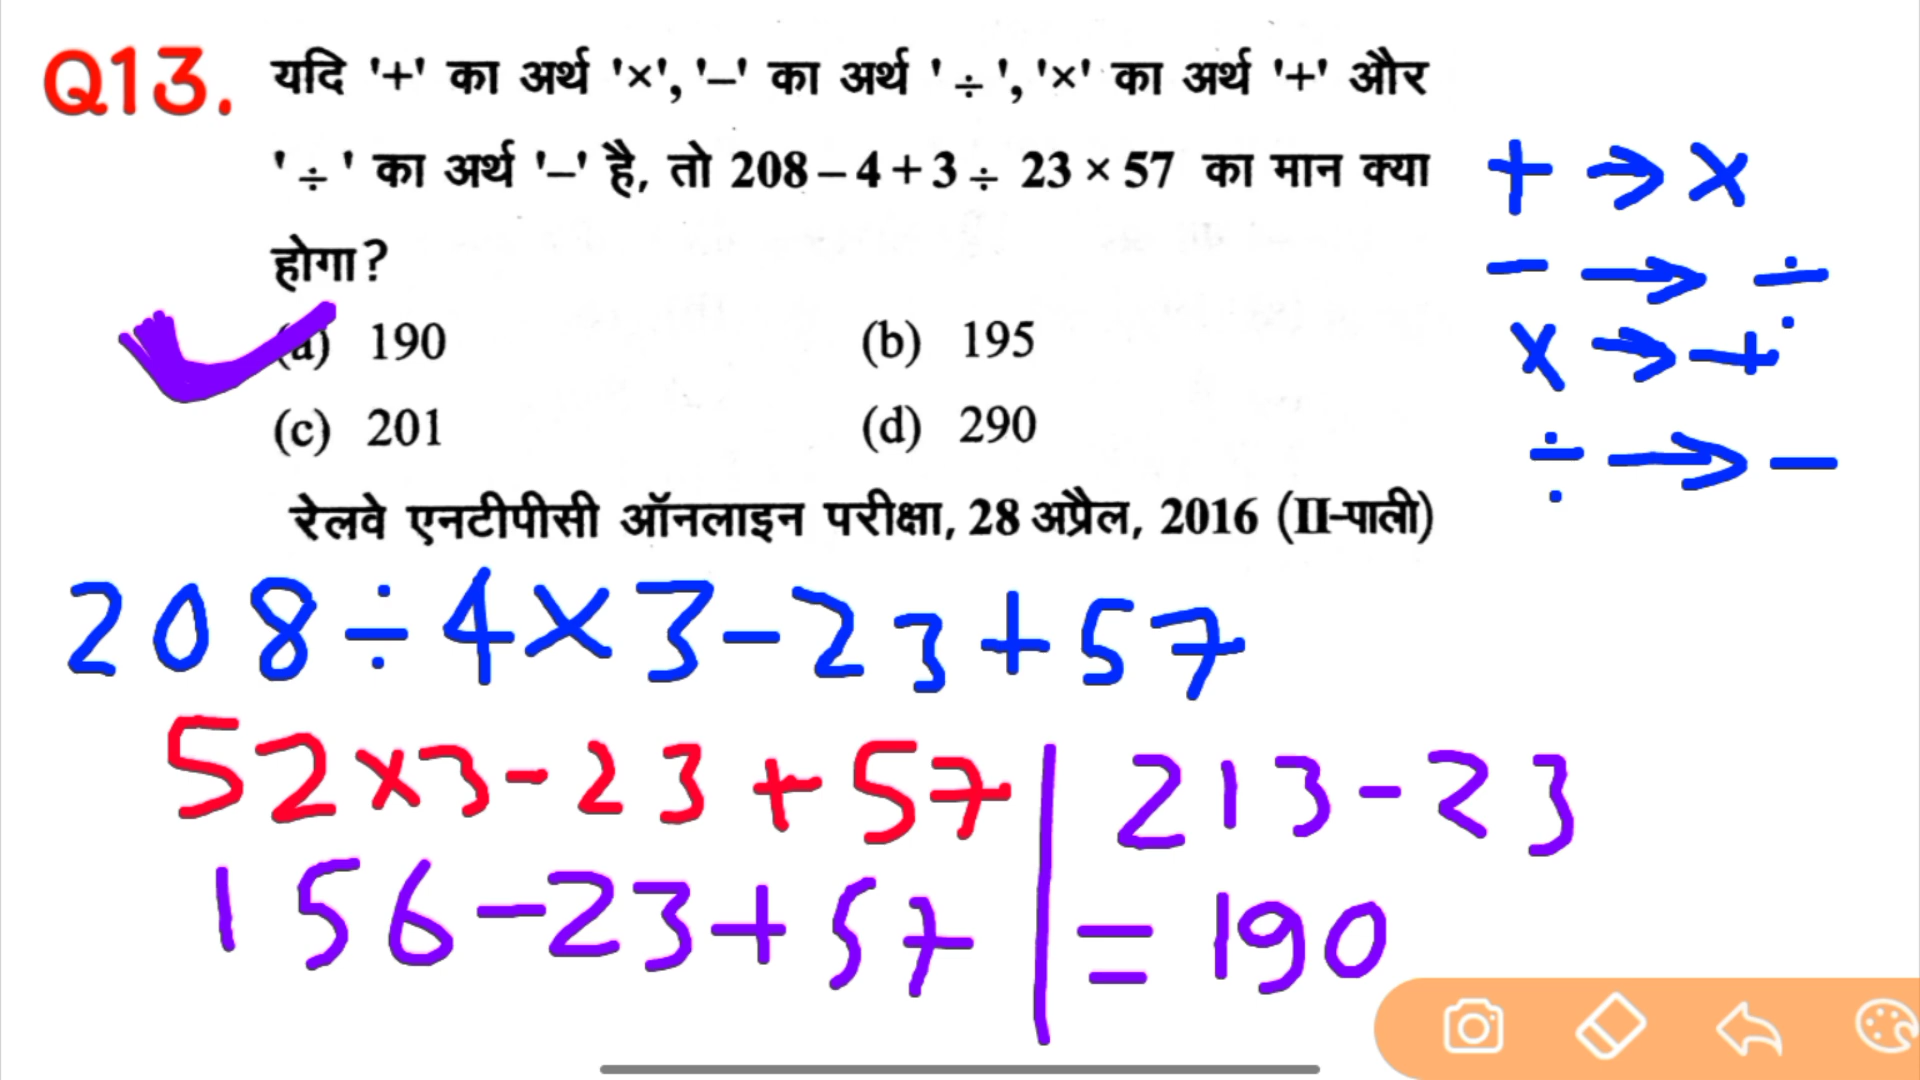 Q13. यदि '+' का अर्थ '×', '–' का अर्थ '÷', '×' का अर्थ '+' और
'÷' का अर्थ '–' है, तो 208 – 4 + 3 ÷ 23 × 57 का मान क्या
होगा?
(a) 190 (b) 195
(c) 201 (d) 290
रेलवे एनटीपीसी ऑनलाइन परीक्षा, 28 अप्रैल, 2016 (II-पाली)
+ → ×
– → ÷
× → +
÷ → –
208 ÷ 4 × 3 – 23 + 57
52 × 3 – 23 + 57
156 – 23 + 57
213 – 23
= 190